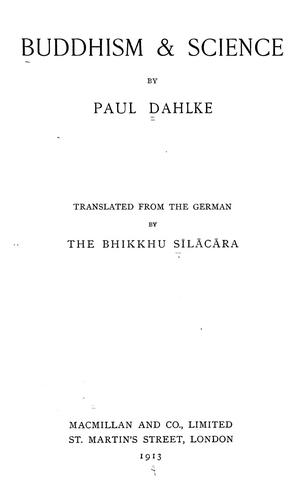 BUDDHISM & SCIENCE
BY
PAUL DAHLKE
TRANSLATED FROM THE GERMAN
BY
THE BHIKKHU SĪLĀCĀRA
MACMILLAN AND CO., LIMITED
ST. MARTIN'S STREET, LONDON
1913